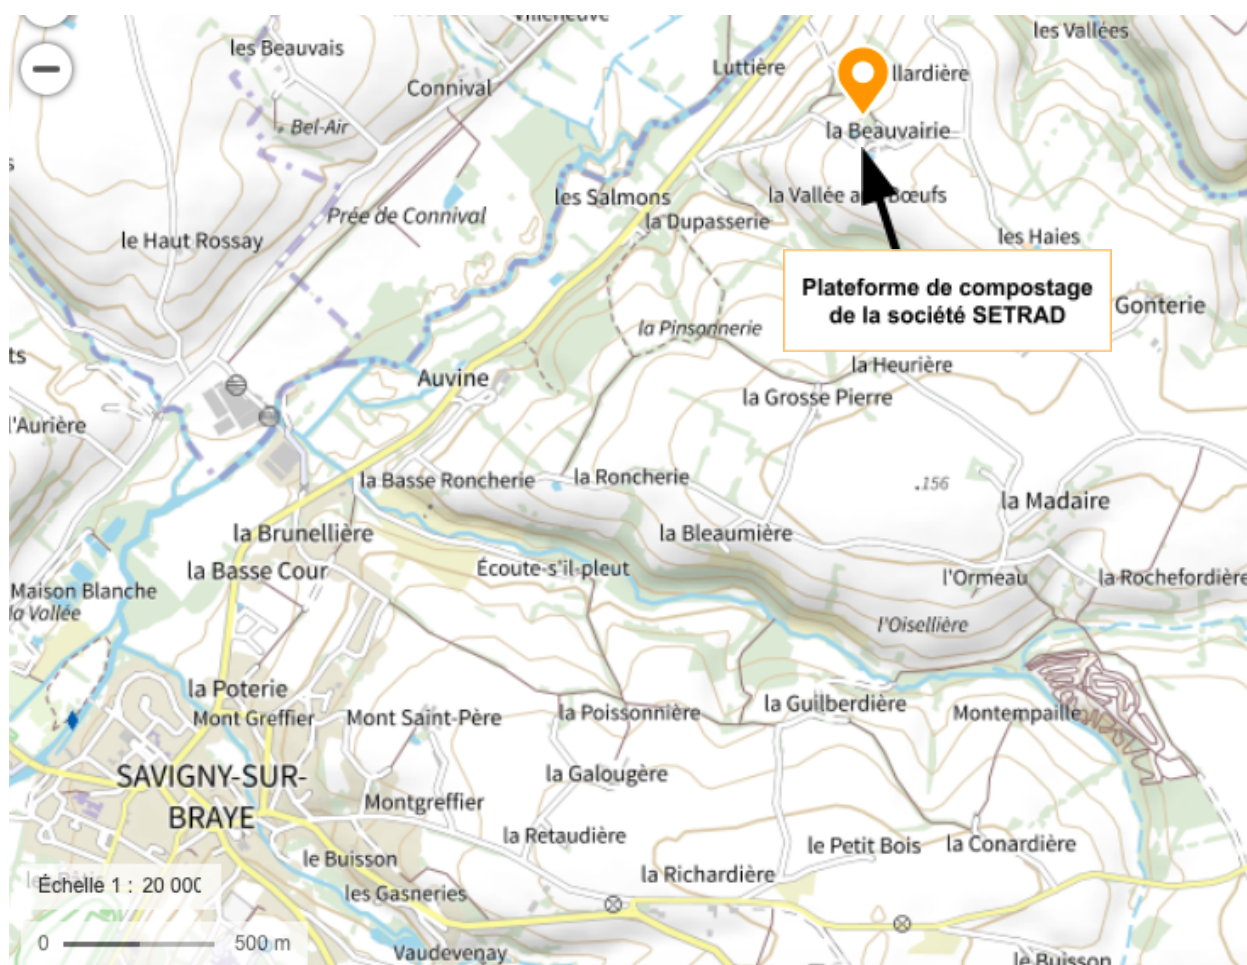 Villeneuve
les Vallées
les Beauvais
Luttière
llardière
Connival
Bel-Air
la Beauvairie
les Salmons
la Vallée a Bœufs
Prée de Connival
la Dupasserie
le Haut Rossay
les Haies
Plateforme de compostage
de la société SETRAD
Gonterie
la Pinsonnerie
ts
la Heurière
Auvine
la Grosse Pierre
l'Aurière
la Basse Roncherie
la Roncherie
.156
la Madaire
la Brunellière
la Bleaumière
la Basse Cour
Écoute-s'il-pleut
l'Ormeau
la Rochefordière
Maison Blanche
la Vallée
l'Oisellière
la Poterie
Mont Greffier
Mont Saint-Père
la Poissonnière
la Guilberdière
Montempaille
SAVIGNY-SUR-
BRAYE
la Galougère
Montgreffier
la Retaudière
le Petit Bois
la Conardière
le Buisson
la Richardière
Échelle 1 : 20 000
les Gasneries
0 500 m
Vaudevenay
le Buisson